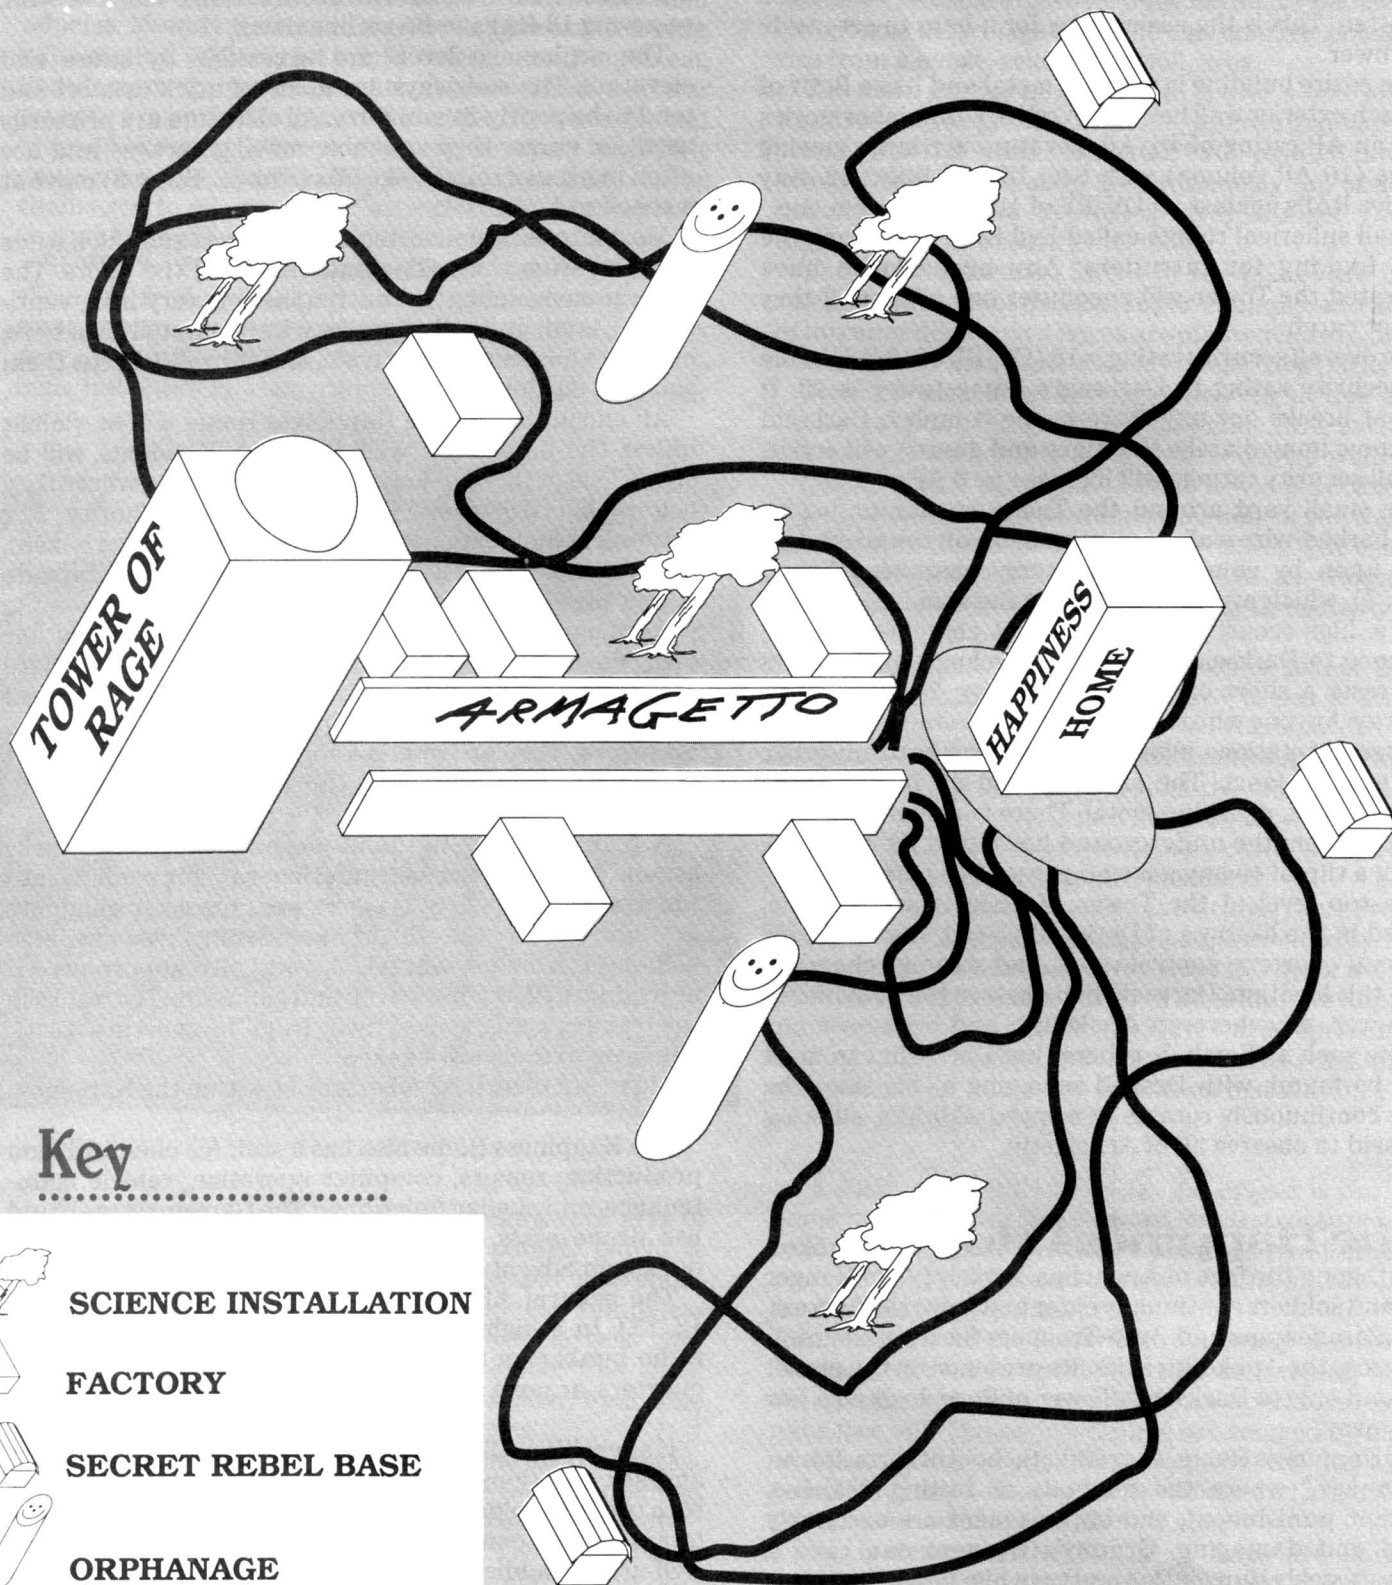 TOWER OF
RAGE
ARMAGETTO
HAPPINESS
HOME
Key
SCIENCE INSTALLATION
FACTORY
SECRET REBEL BASE
ORPHANAGE